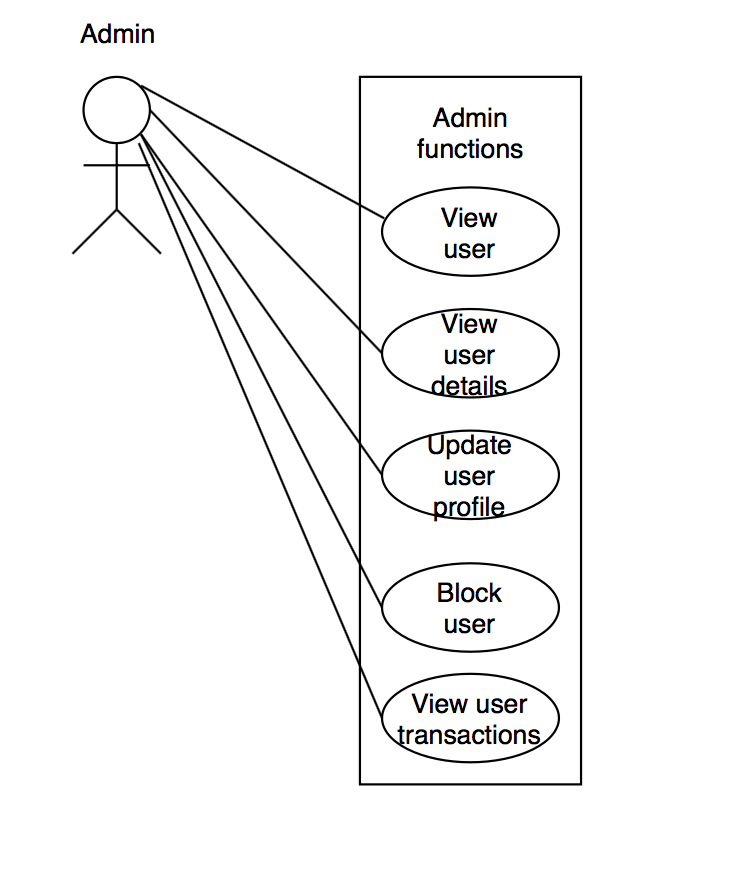 Admin
Admin
functions
View
user
View
user
details
Update
user
profile
Block
user
View user
transactions